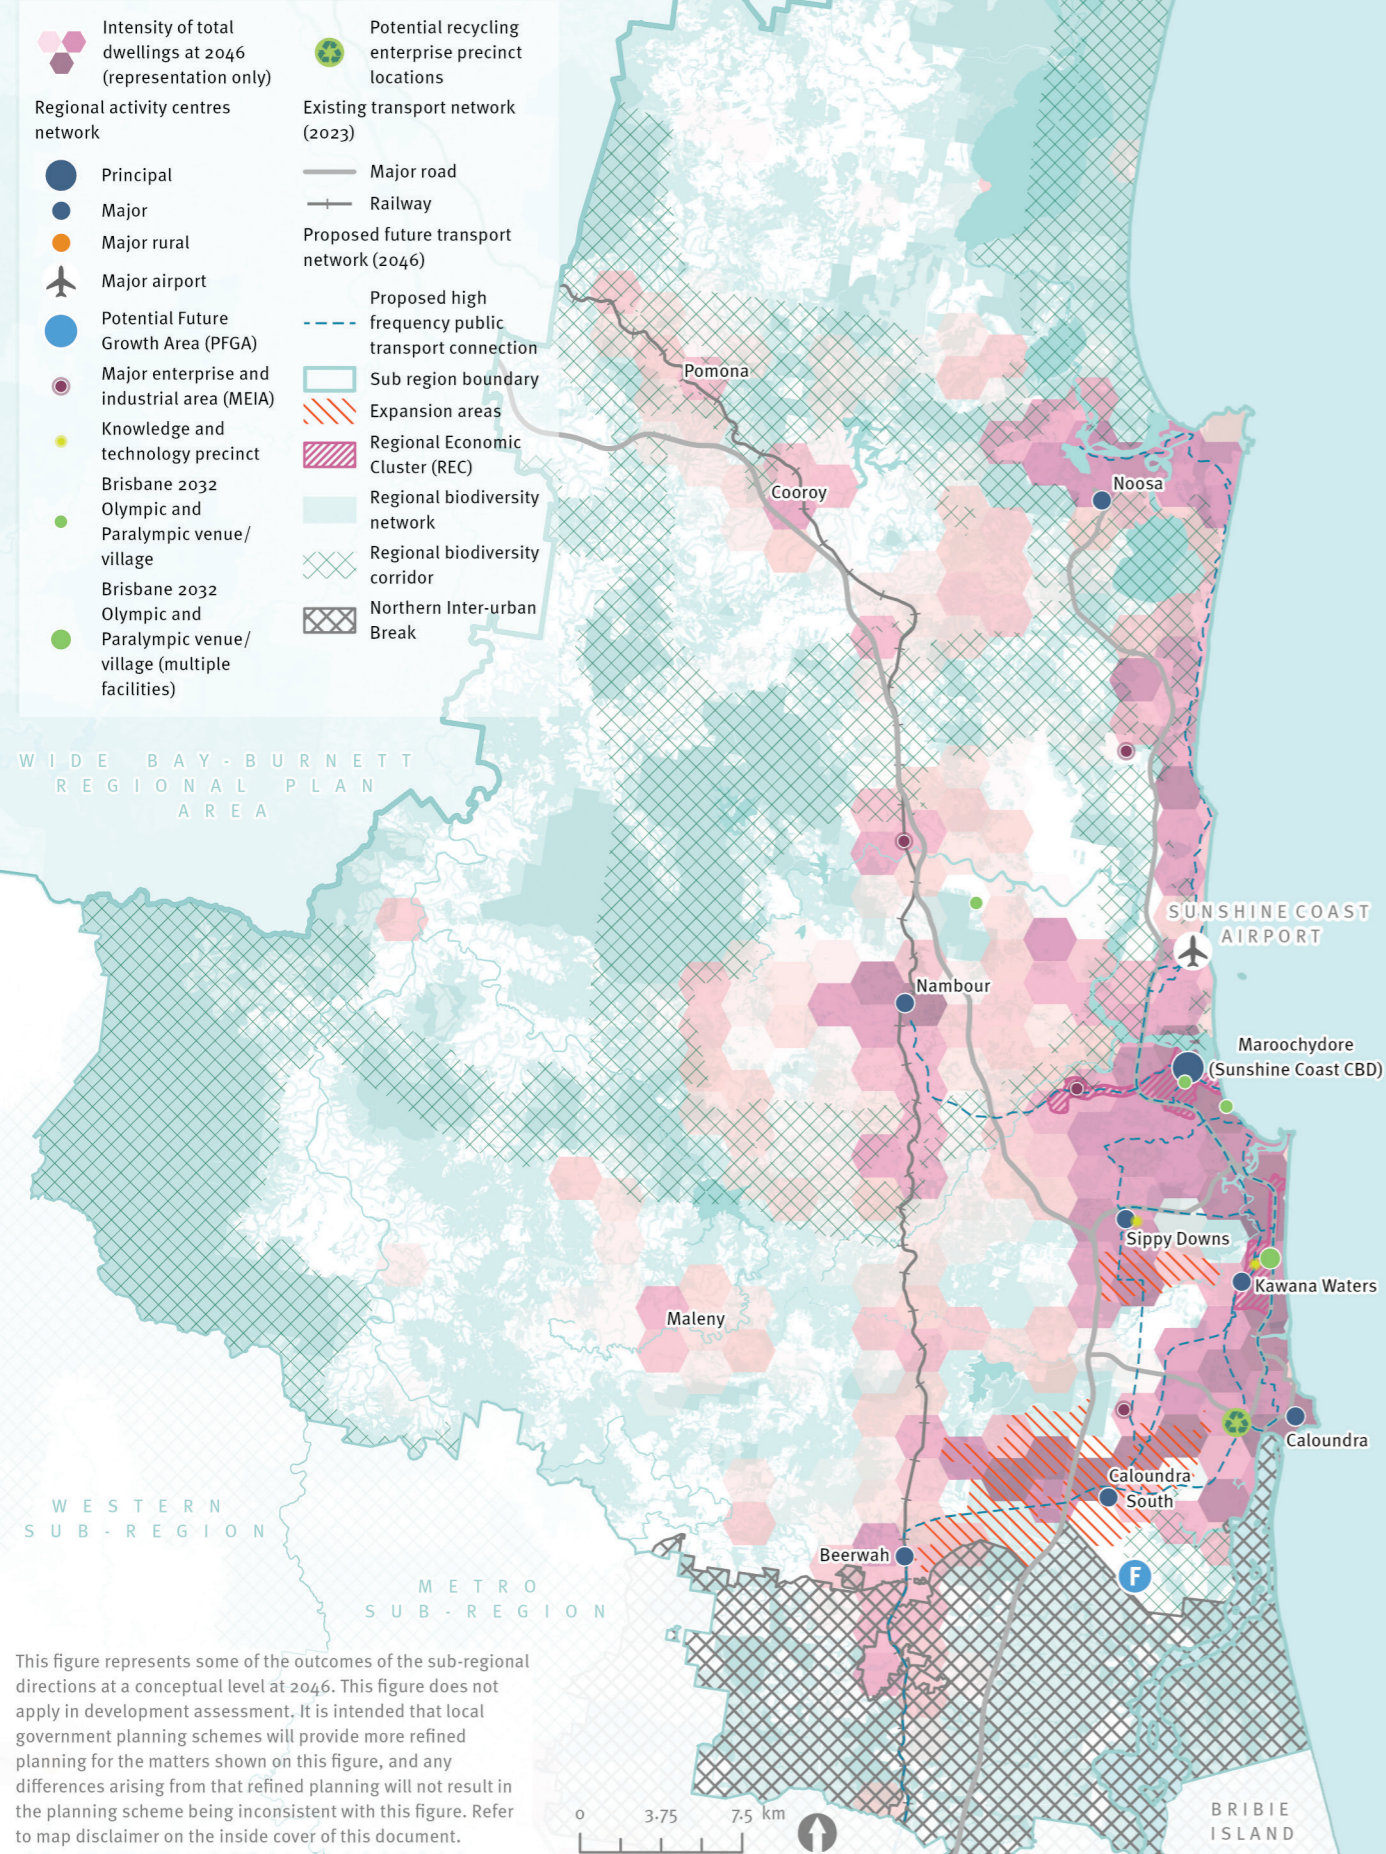 Intensity of total
dwellings at 2046
(representation only)
Regional activity centres
network
Principal
Major
Major rural
Major airport
Potential Future
Growth Area (PFGA)
Major enterprise and
industrial area (MEIA)
Knowledge and
technology precinct
Brisbane 2032
Olympic and
Paralympic venue/
village
Brisbane 2032
Olympic and
Paralympic venue/
village (multiple
facilities)
Potential recycling
enterprise precinct
locations
Existing transport network
(2023)
Major road
Railway
Proposed future transport
network (2046)
Proposed high
frequency public
transport connection
Sub region boundary
Expansion areas
Regional Economic
Cluster (REC)
Regional biodiversity
network
Regional biodiversity
corridor
Northern Inter-urban
Break
Pomona
Cooroy
Noosa
WIDE BAY-BURNETT
REGIONAL PLAN
AREA
SUNSHINE COAST
AIRPORT
Nambour
Maroochydore
(Sunshine Coast CBD)
Sippy Downs
Kawana Waters
Maleny
Caloundra
Caloundra
South
WESTERN
SUB-REGION
Beerwah
F
METRO
SUB-REGION
This figure represents some of the outcomes of the sub-regional
directions at a conceptual level at 2046. This figure does not
apply in development assessment. It is intended that local
government planning schemes will provide more refined
planning for the matters shown on this figure, and any
differences arising from that refined planning will not result in
the planning scheme being inconsistent with this figure. Refer
to map disclaimer on the inside cover of this document.
0 3.75 7.5 km
BRIBIE
ISLAND